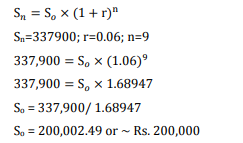 Sₙ = Sₒ × (1 + r)ⁿ
Sₙ=337900; r=0.06; n=9
337,900 = Sₒ × (1.06)⁹
337,900 = Sₒ × 1.68947
Sₒ = 337,900/ 1.68947
Sₒ = 200,002.49 or ~ Rs. 200,000